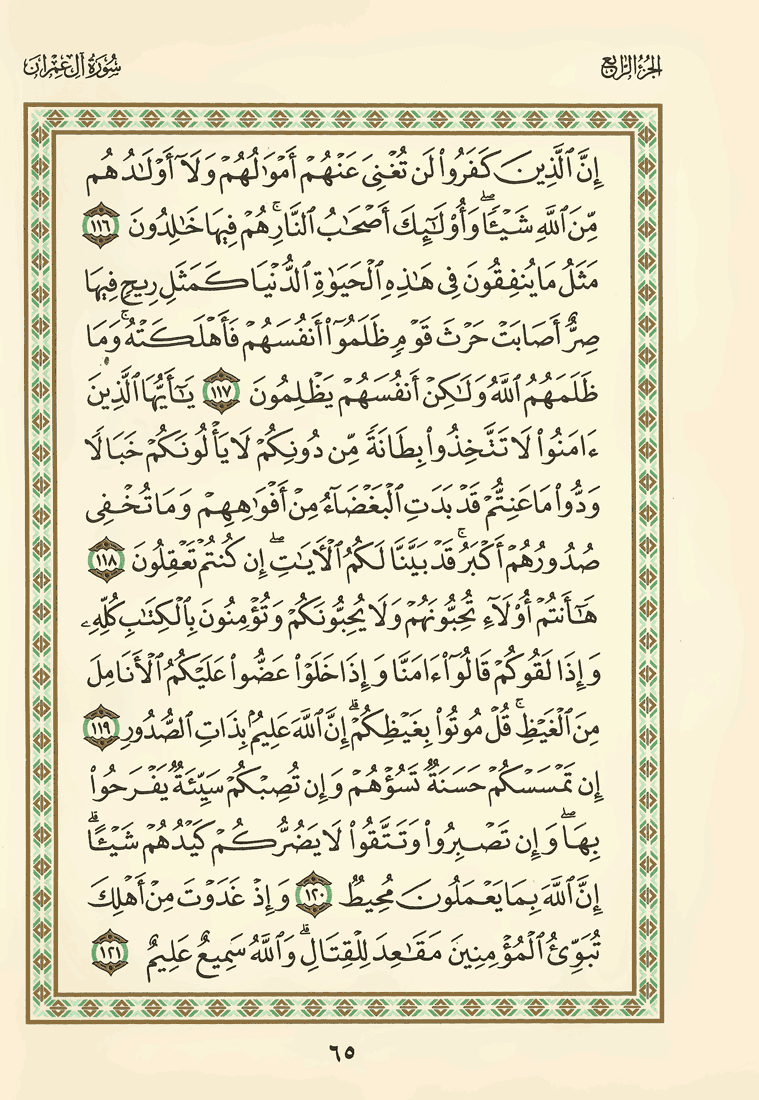 الجزء الرابع
سورة آل عمران
إِنَّ ٱلَّذِينَ كَفَرُوا۟ لَن تُغْنِىَ عَنْهُمْ أَمْوَٰلُهُمْ وَلَآ أَوْلَـٰدُهُم
مِّنَ ٱللَّهِ شَيْـًٔا ۖ وَأُو۟لَـٰٓئِكَ أَصْحَـٰبُ ٱلنَّارِ ۚ هُمْ فِيهَا خَـٰلِدُونَ ١١٦
مَثَلُ مَا يُنفِقُونَ فِى هَـٰذِهِ ٱلْحَيَوٰةِ ٱلدُّنْيَا كَمَثَلِ رِيحٍ فِيهَا
صِرٌّ أَصَابَتْ حَرْثَ قَوْمٍ ظَلَمُوٓا۟ أَنفُسَهُمْ فَأَهْلَكَتْهُ ۚ وَمَا
ظَلَمَهُمُ ٱللَّهُ وَلَـٰكِنْ أَنفُسَهُمْ يَظْلِمُونَ ١١٧ يَـٰٓأَيُّهَا ٱلَّذِينَ
ءَامَنُوا۟ لَا تَتَّخِذُوا۟ بِطَانَةً مِّن دُونِكُمْ لَا يَأْلُونَكُمْ خَبَالًا
وَدُّوا۟ مَا عَنِتُّمْ قَدْ بَدَتِ ٱلْبَغْضَآءُ مِنْ أَفْوَٰهِهِمْ وَمَا تُخْفِى
صُدُورُهُمْ أَكْبَرُ ۚ قَدْ بَيَّنَّا لَكُمُ ٱلْـَٔايَـٰتِ ۖ إِن كُنتُمْ تَعْقِلُونَ ١١٨
هَـٰٓأَنتُمْ أُو۟لَآءِ تُحِبُّونَهُمْ وَلَا يُحِبُّونَكُمْ وَتُؤْمِنُونَ بِٱلْكِتَـٰبِ كُلِّهِۦ
وَإِذَا لَقُوكُمْ قَالُوٓا۟ ءَامَنَّا وَإِذَا خَلَوْا۟ عَضُّوا۟ عَلَيْكُمُ ٱلْأَنَامِلَ
مِنَ ٱلْغَيْظِ ۚ قُلْ مُوتُوا۟ بِغَيْظِكُمْ ۗ إِنَّ ٱللَّهَ عَلِيمٌۢ بِذَاتِ ٱلصُّدُورِ ١١٩
إِن تَمْسَسْكُمْ حَسَنَةٌ تَسُؤْهُمْ وَإِن تُصِبْكُمْ سَيِّئَةٌ يَفْرَحُوا۟
بِهَا ۖ وَإِن تَصْبِرُوا۟ وَتَتَّقُوا۟ لَا يَضُرُّكُمْ كَيْدُهُمْ شَيْـًٔا ۗ
إِنَّ ٱللَّهَ بِمَا يَعْمَلُونَ مُحِيطٌ ١٢٠ وَإِذْ غَدَوْتَ مِنْ أَهْلِكَ
تُبَوِّئُ ٱلْمُؤْمِنِينَ مَقَـٰعِدَ لِلْقِتَالِ ۗ وَٱللَّهُ سَمِيعٌ عَلِيمٌ ١٢١
٦٥